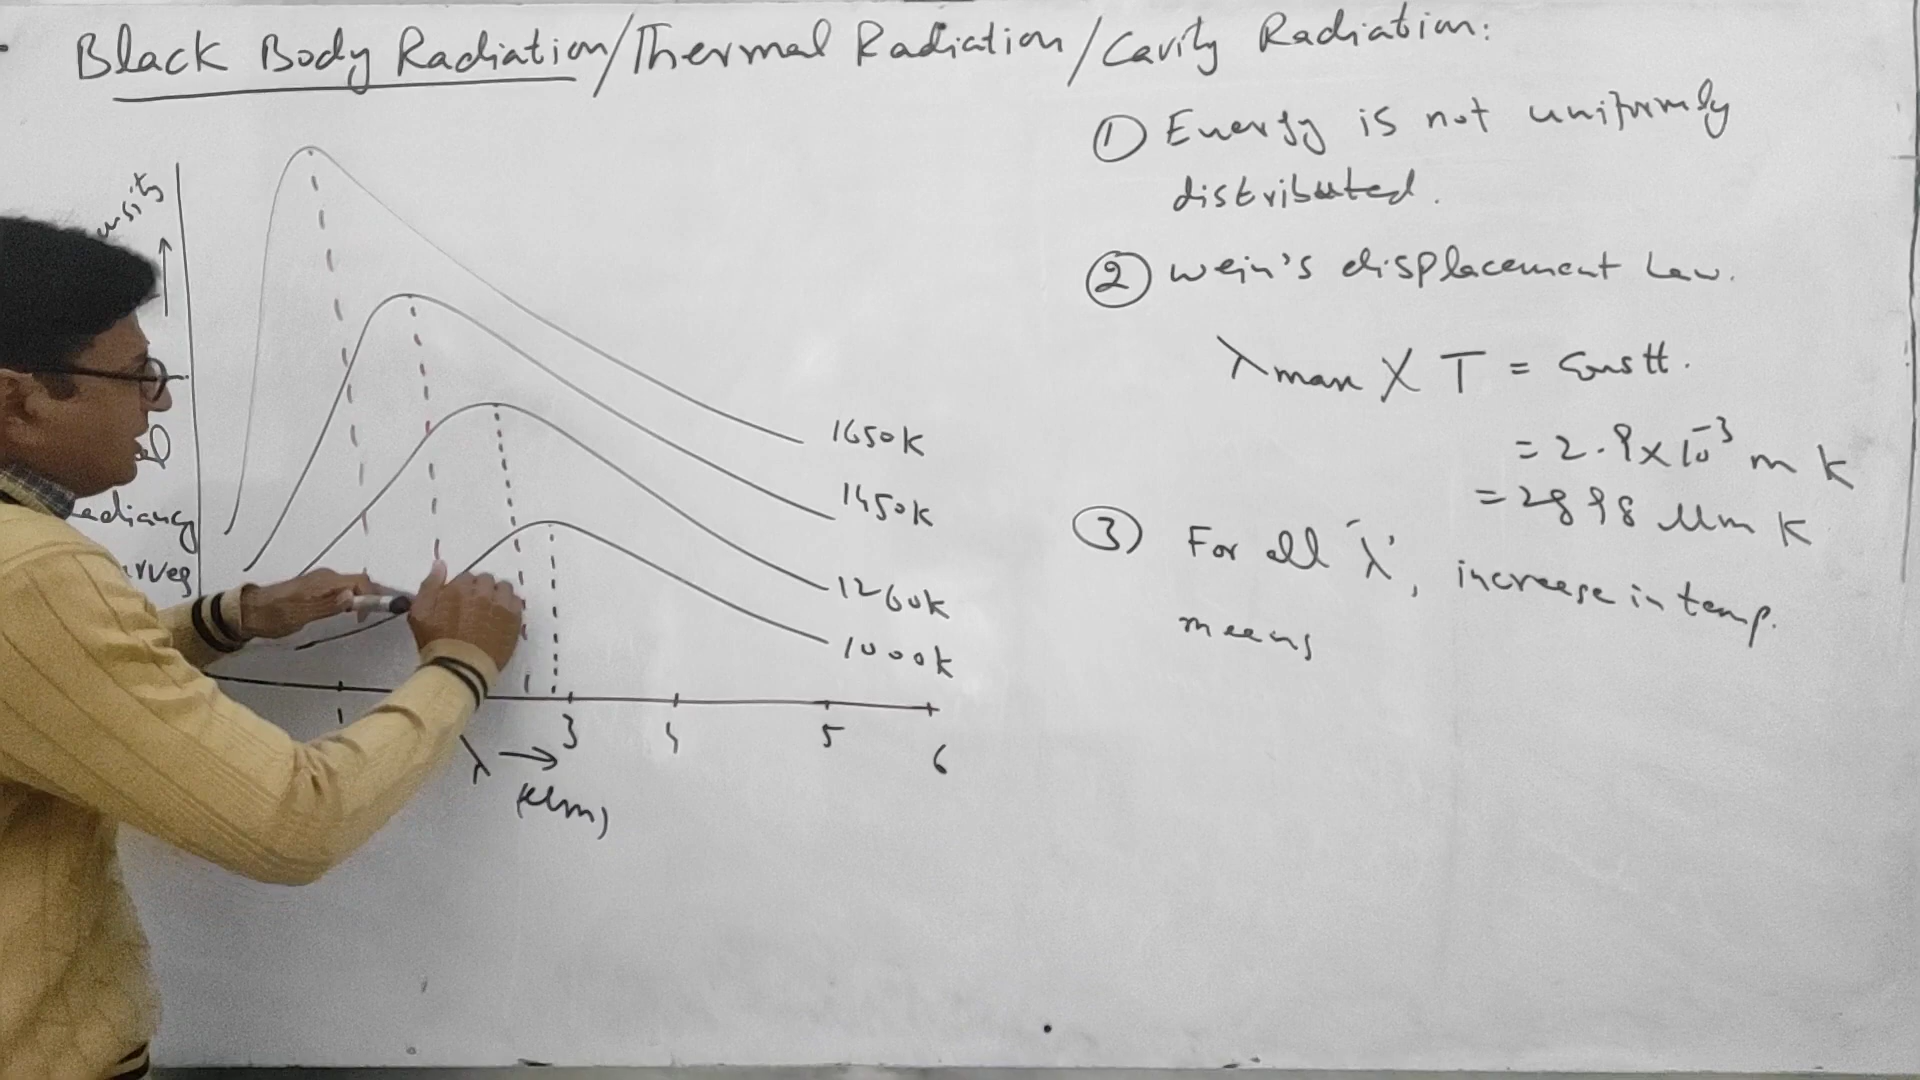 Black Body Radiation/Thermal Radiation/Cavity Radiation:
① Energy is not uniformly
distributed.
② Wein's displacement Law.
λmax X T = Constt.
= 2.9x10⁻³ m k
= 2898 μm K
③ For all 'λ', increase in temp.
means
1650k
1450k
1260k
1000k
1
3
4
5
6
λ →
(μm)